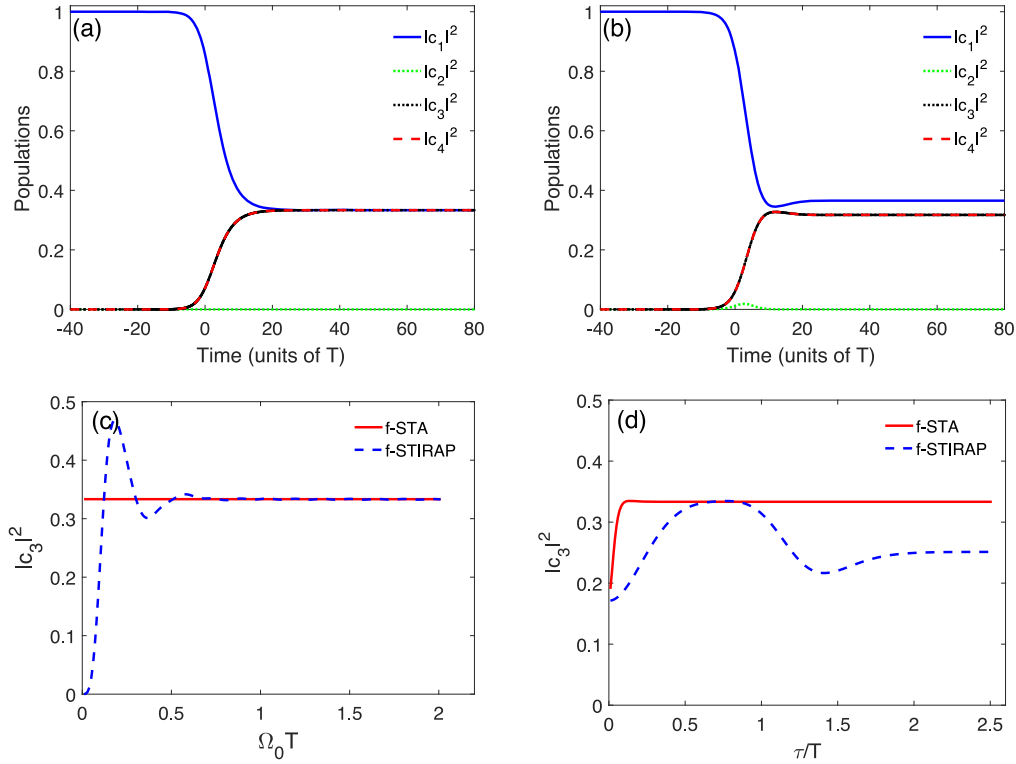 (a)
Populations
1
0.8
0.6
0.4
0.2
0
-40
-20
0
20
40
60
80
Time (units of T)
|c₁|²
|c₂|²
|c₃|²
|c₄|²
(b)
Populations
1
0.8
0.6
0.4
0.2
0
-40
-20
0
20
40
60
80
Time (units of T)
|c₁|²
|c₂|²
|c₃|²
|c₄|²
(c)
|c₃|²
0.5
0.4
0.3
0.2
0.1
0
0
0.5
1
1.5
2
Ω₀T
f-STA
f-STIRAP
(d)
|c₃|²
0.5
0.4
0.3
0.2
0.1
0
0
0.5
1
1.5
2
2.5
τ/T
f-STA
f-STIRAP